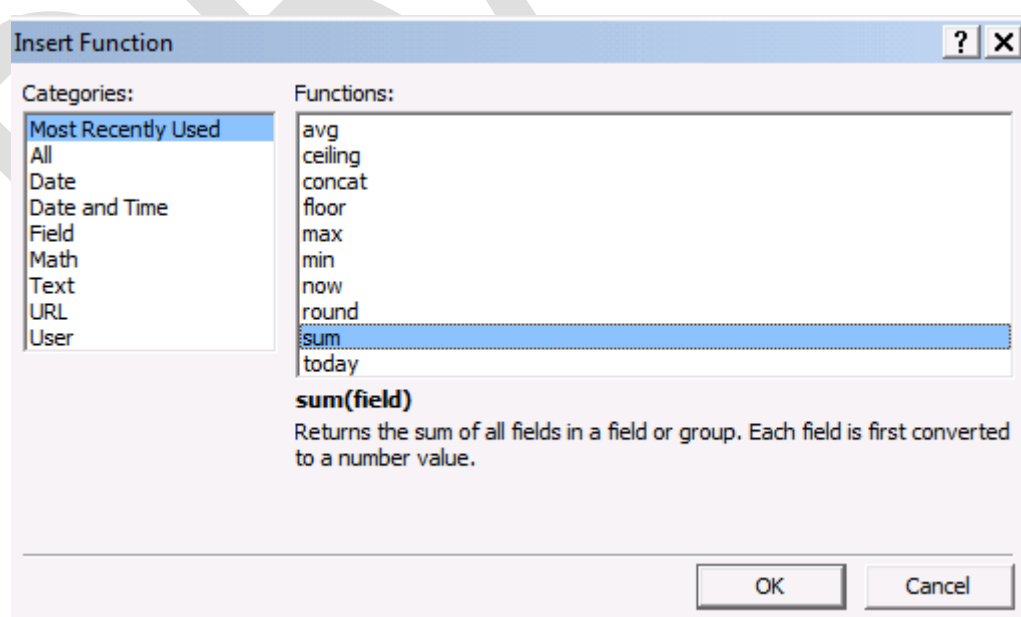 Insert Function
Categories:
Most Recently Used
All
Date
Date and Time
Field
Math
Text
URL
User
Functions:
avg
ceiling
concat
floor
max
min
now
round
sum
today
sum(field)
Returns the sum of all fields in a field or group. Each field is first converted
to a number value.
OK
Cancel